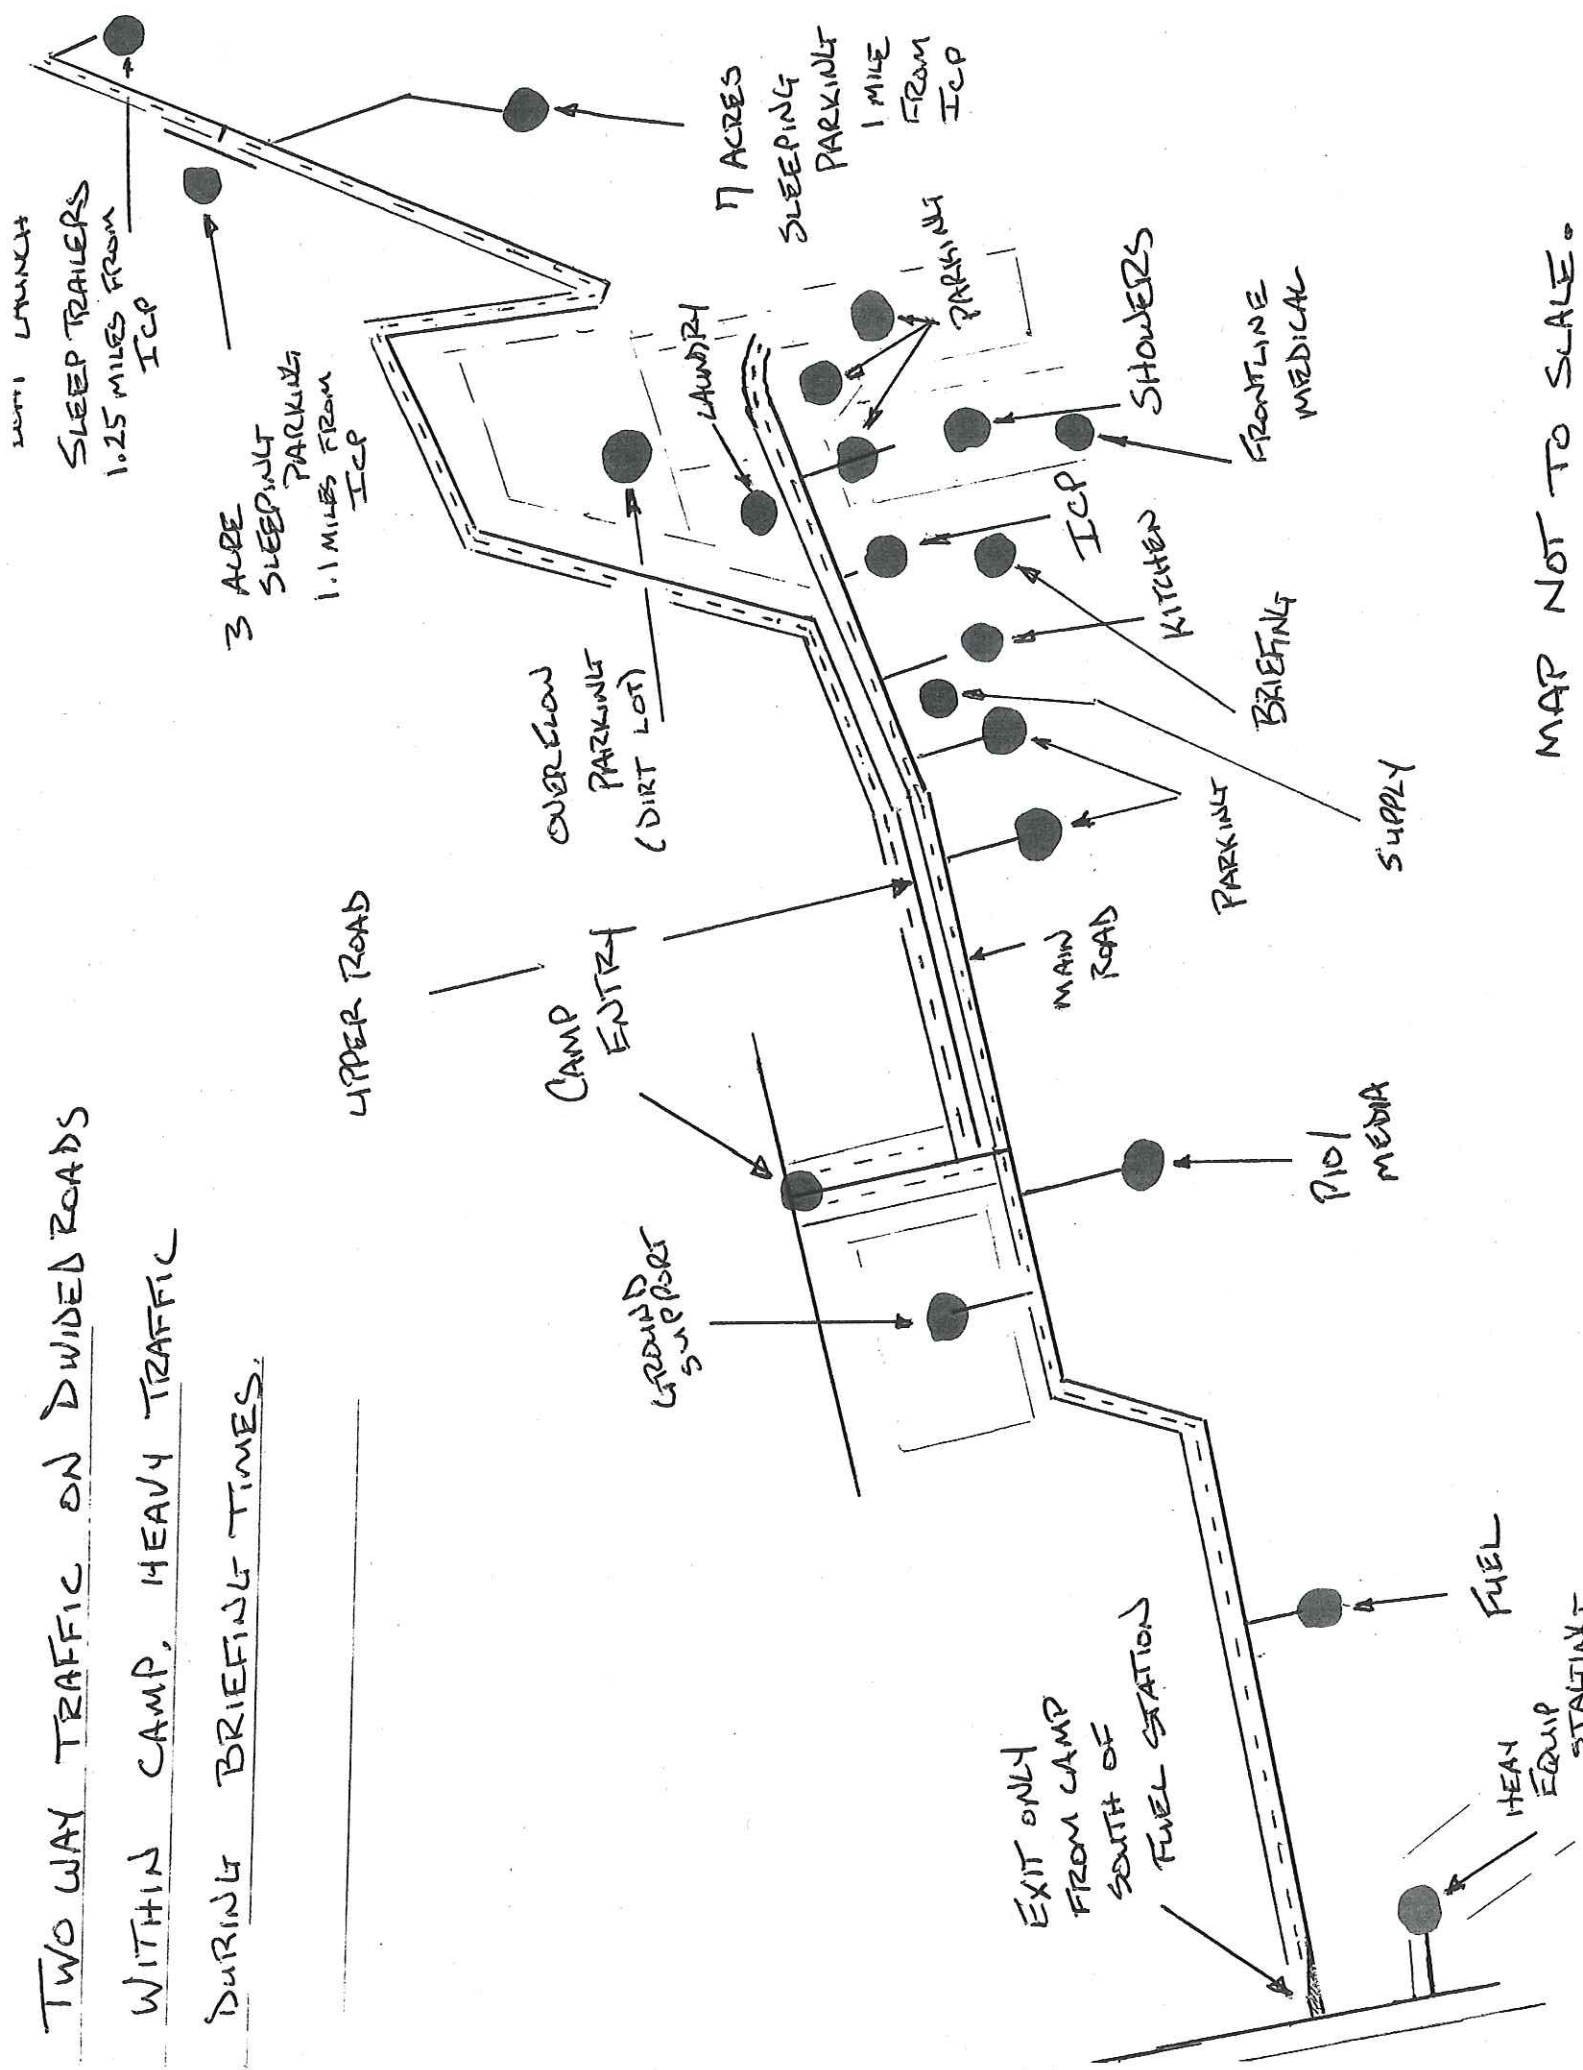 TWO WAY TRAFFIC ON DIVIDED ROADS
WITHIN CAMP. HEAVY TRAFFIC
DURING BRIEFING TIMES.
LAUNCH
SLEEP TRAILERS
1.25 MILES FROM
ICP
3 ACRE
SLEEPING
PARKING
1.1 MILES FROM
ICP
7 ACRES
SLEEPING
PARKING
1 MILE
FROM
ICP
UPPER ROAD
OVERFLOW
PARKING
(DIRT LOT)
LAUNDRY
PARKING
SHOWERS
FRONTLINE
MEDICAL
ICP
KITCHEN
BRIEFING
SUPPLY
PARKING
CAMP
ENTRY
MAIN
ROAD
GROUND
SUPPORT
PIO/
MEDIA
EXIT ONLY
FROM CAMP
SOUTH OF
FUEL STATION
FUEL
HEAVY
EQUIP
MAP NOT TO SCALE.